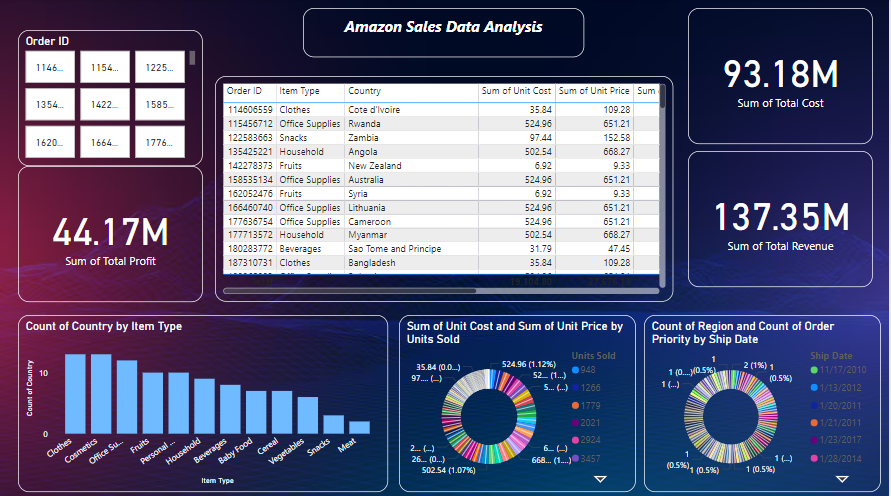 Amazon Sales Data Analysis
Order ID
1146... 1154... 1225...
1354... 1422... 1585...
1620... 1664... 1776...
44.17M
Sum of Total Profit
Order ID Item Type Country Sum of Unit Cost Sum of Unit Price Sum
114606559 Clothes Cote d'Ivoire 35.84 109.28
115456712 Office Supplies Rwanda 524.96 651.21
122583663 Snacks Zambia 97.44 152.58
135425221 Household Angola 502.54 668.27
142278373 Fruits New Zealand 6.92 9.33
158535134 Office Supplies Australia 524.96 651.21
162052476 Fruits Syria 6.92 9.33
166460740 Office Supplies Lithuania 524.96 651.21
177636754 Office Supplies Cameroon 524.96 651.21
177713572 Household Myanmar 502.54 668.27
180283772 Beverages Sao Tome and Principe 31.79 47.45
187310731 Clothes Bangladesh 35.84 109.28
93.18M
Sum of Total Cost
137.35M
Sum of Total Revenue
Count of Country by Item Type
Count of Country
10
0
Clothes
Cosmetics
Office Su...
Fruits
Personal ...
Household
Beverages
Baby Food
Cereal
Vegetables
Snacks
Meat
Item Type
Sum of Unit Cost and Sum of Unit Price by
Units Sold
35.84 (0.0...)
97.... (...)
524.96 (1.12%)
52... (1...)
5... (...)
6... (...)
668... (1....)
2... (...)
26... (0...)
502.54 (1.07%)
Units Sold
948
1266
1779
2021
2924
3457
Count of Region and Count of Order
Priority by Ship Date
1
1 (0....)
(0.5%)
1 (...)
2 (1%)
1
(0.5%)
1 (...)
1 (0.5%)
1
(0.5%)
1
(0.5%)
Ship Date
11/17/2010
1/13/2012
1/20/2011
1/21/2011
1/23/2017
1/28/2014